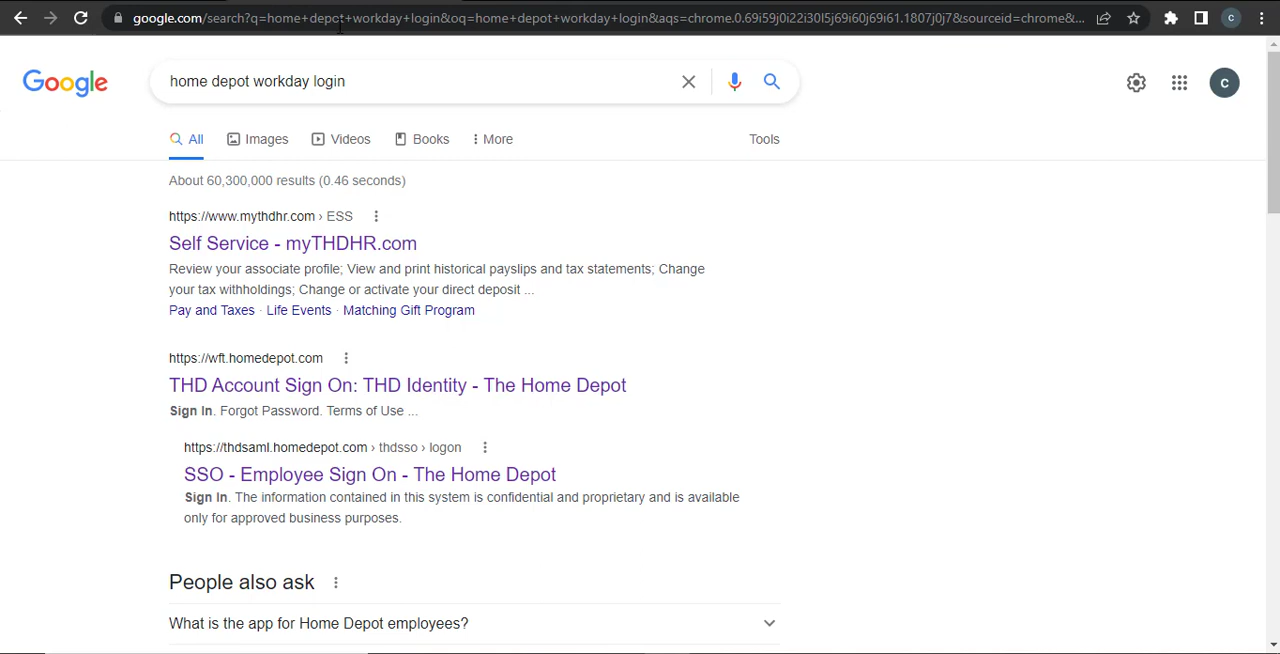 google.com/search?q=home+depot+workday+login&oq=home+depot+workday+login&aqs=chrome.0.69i59j0i22i30l5j69i60j69i61.1807j0j7&sourceid=chrome&...
C
Google
home depot workday login
C
All
Images
Videos
Books
More
Tools
About 60,300,000 results (0.46 seconds)
https://www.mythdhr.com › ESS
Self Service - myTHDHR.com
Review your associate profile; View and print historical payslips and tax statements; Change
your tax withholdings; Change or activate your direct deposit ...
Pay and Taxes · Life Events · Matching Gift Program
https://wft.homedepot.com
THD Account Sign On: THD Identity - The Home Depot
Sign In. Forgot Password. Terms of Use ...
https://thdsaml.homedepot.com › thdsso › logon
SSO - Employee Sign On - The Home Depot
Sign In. The information contained in this system is confidential and proprietary and is available
only for approved business purposes.
People also ask
What is the app for Home Depot employees?